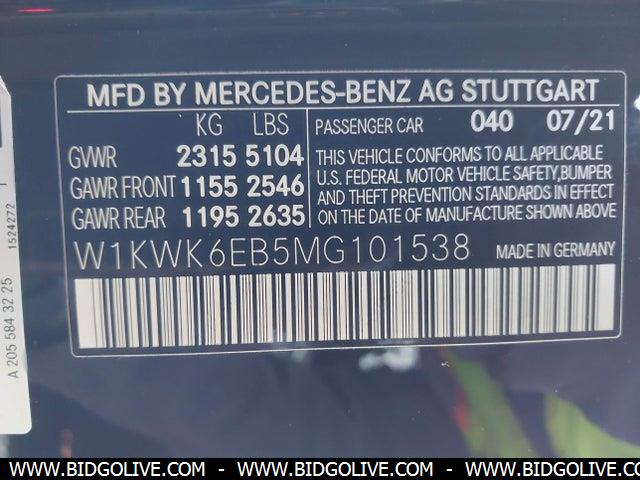 MFD BY MERCEDES-BENZ AG STUTTGART
KG LBS
GVWR 2315 5104
GAWR FRONT 1155 2546
GAWR REAR 1195 2635
PASSENGER CAR 040 07/21
THIS VEHICLE CONFORMS TO ALL APPLICABLE
U.S. FEDERAL MOTOR VEHICLE SAFETY,BUMPER
AND THEFT PREVENTION STANDARDS IN EFFECT
ON DATE OF MANUFACTURE SHOWN ABOVE
W1KWK6EB5MG101538 MADE IN GERMANY
1524272
A 205 584 32 25
WWW.BIDGOLIVE.COM - WWW.BIDGOLIVE.COM - WWW.BIDGOLIVE.COM